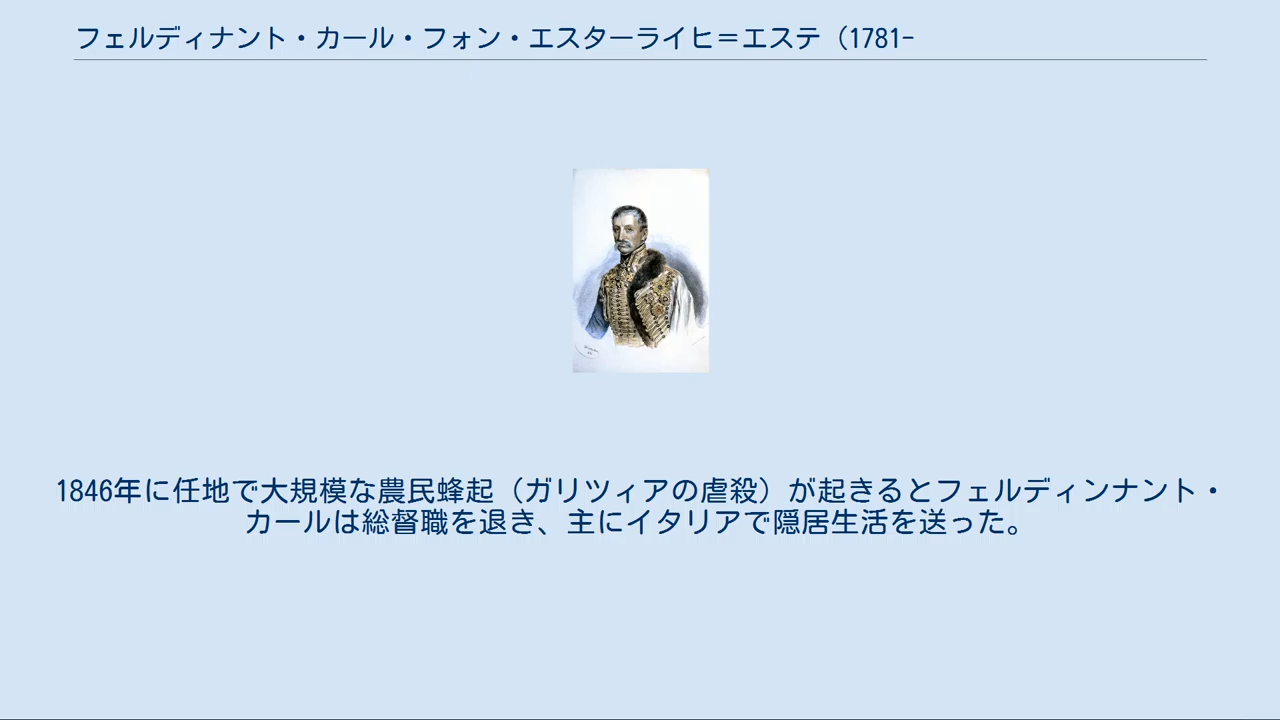 フェルディナント・カール・フォン・エスターライヒ＝エステ（1781-
1846年に任地で大規模な農民蜂起（ガリツィアの虐殺）が起きるとフェルディンナント・
カールは総督職を退き、主にイタリアで隠居生活を送った。